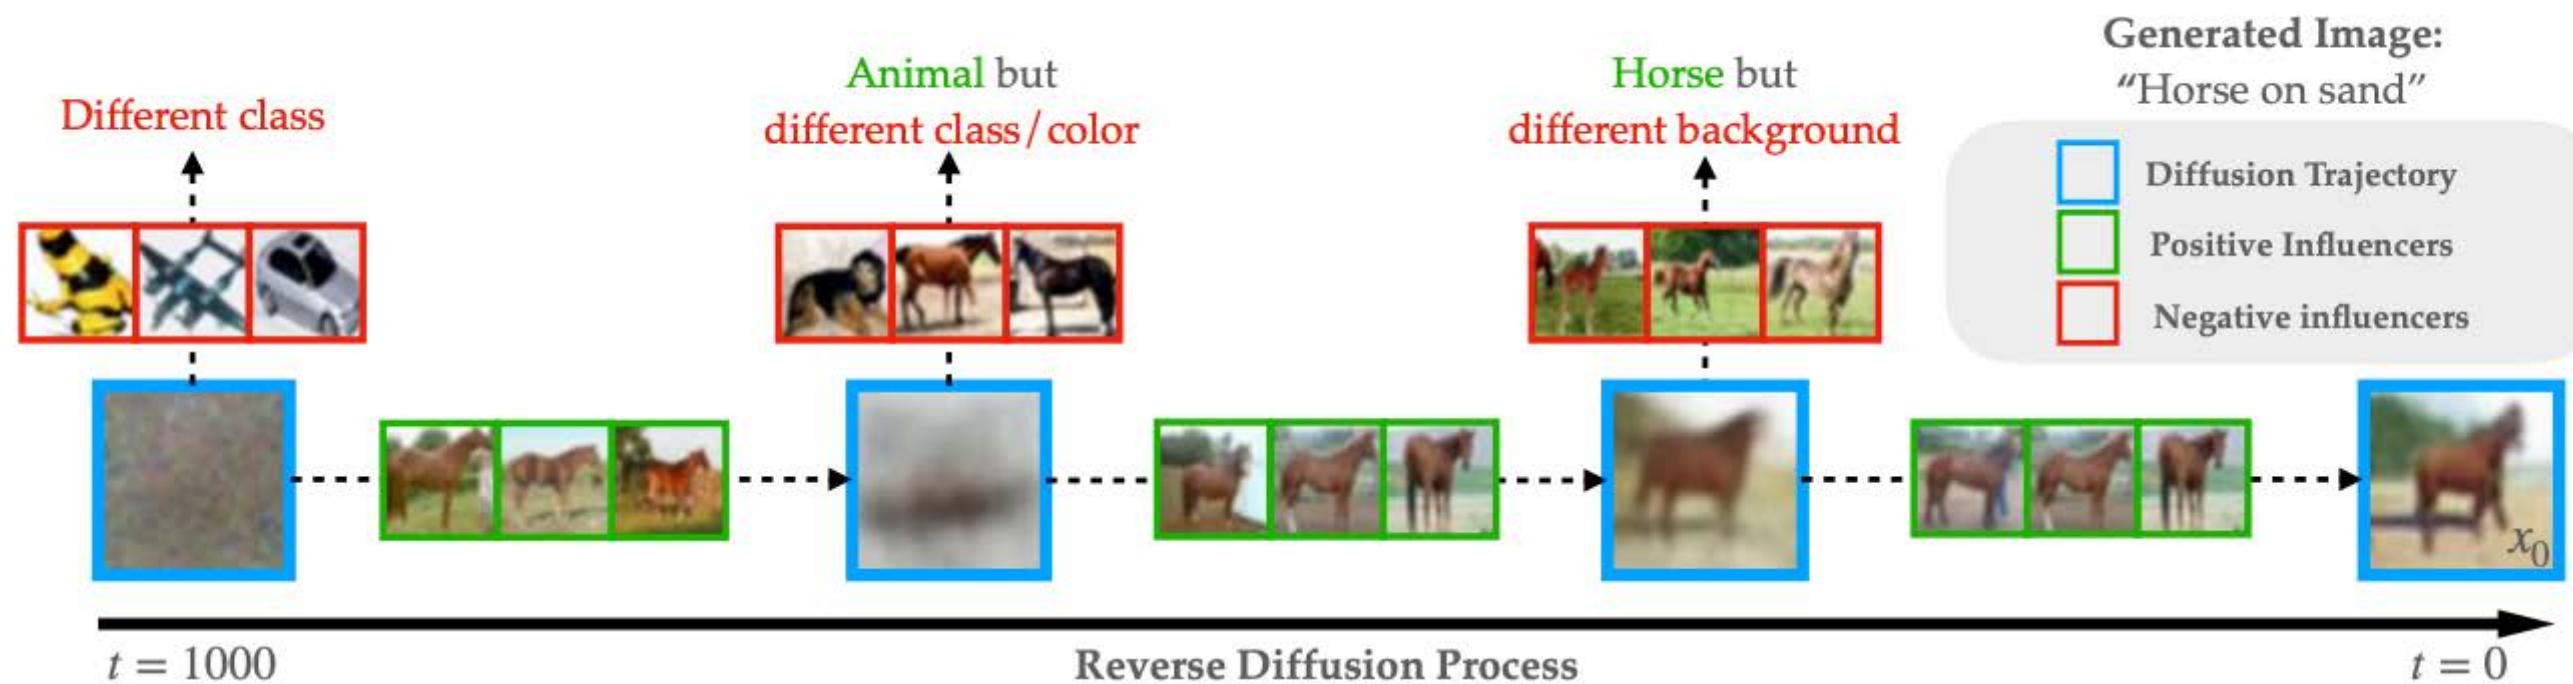 Different class
Animal but
different class/color
Horse but
different background
Generated Image:
“Horse on sand”
Diffusion Trajectory
Positive Influencers
Negative influencers
x₀
t = 1000
Reverse Diffusion Process
t = 0